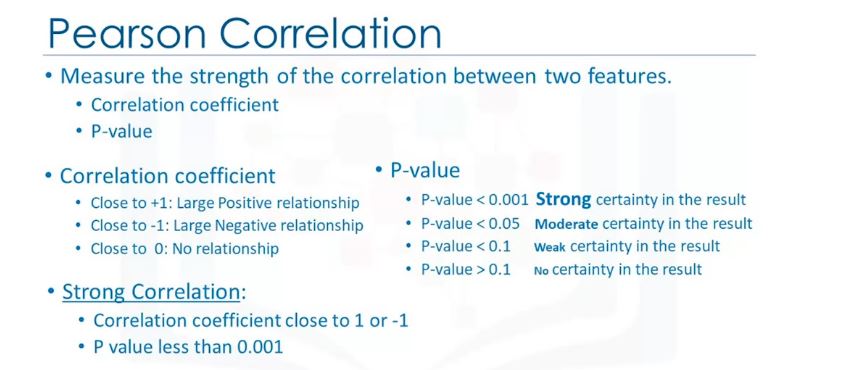 Pearson Correlation
• Measure the strength of the correlation between two features.
• Correlation coefficient
• P-value
• Correlation coefficient
• Close to +1: Large Positive relationship
• Close to -1: Large Negative relationship
• Close to 0: No relationship
• P-value
• P-value < 0.001 Strong certainty in the result
• P-value < 0.05 Moderate certainty in the result
• P-value < 0.1 Weak certainty in the result
• P-value > 0.1 No certainty in the result
• Strong Correlation:
• Correlation coefficient close to 1 or -1
• P value less than 0.001